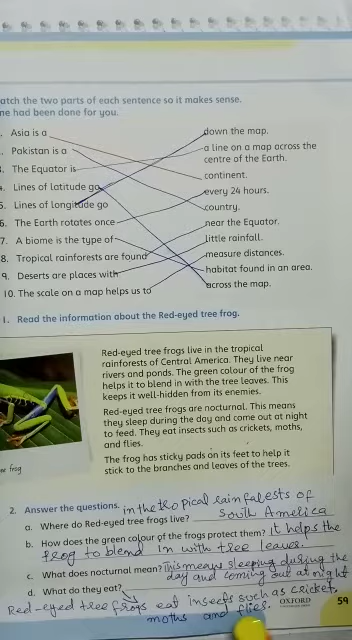 atch the two parts of each sentence so it makes sense.
ne had been done for you.
. Asia is a
. Pakistan is a
3. The Equator is
4. Lines of latitude go
5. Lines of longitude go
6. The Earth rotates once
7. A biome is the type of
8. Tropical rainforests are found
9. Deserts are places with
10. The scale on a map helps us to
down the map.
a line on a map across the
centre of the Earth.
continent.
every 24 hours.
country.
near the Equator.
little rainfall.
measure distances.
habitat found in an area.
across the map.
1. Read the information about the Red-eyed tree frog.
Red-eyed tree frogs live in the tropical
rainforests of Central America. They live near
rivers and ponds. The green colour of the frog
helps it to blend in with the tree leaves. This
keeps it well-hidden from its enemies.
Red-eyed tree frogs are nocturnal. This means
they sleep during the day and come out at night
to feed. They eat insects such as crickets, moths,
and flies.
The frog has sticky pads on its feet to help it
stick to the branches and leaves of the trees.
frog
2. Answer the questions. in the tropical rainforests of
a. Where do Red-eyed tree frogs live? South America
b. How does the green colour of the frogs protect them? it helps the
frog to blend in with tree leaves.
c. What does nocturnal mean? This means sleeping during the
day and coming out at night
d. What do they eat?
Red-eyed tree frogs eat insects such as cricket,
moths and flies.
OXFORD
59